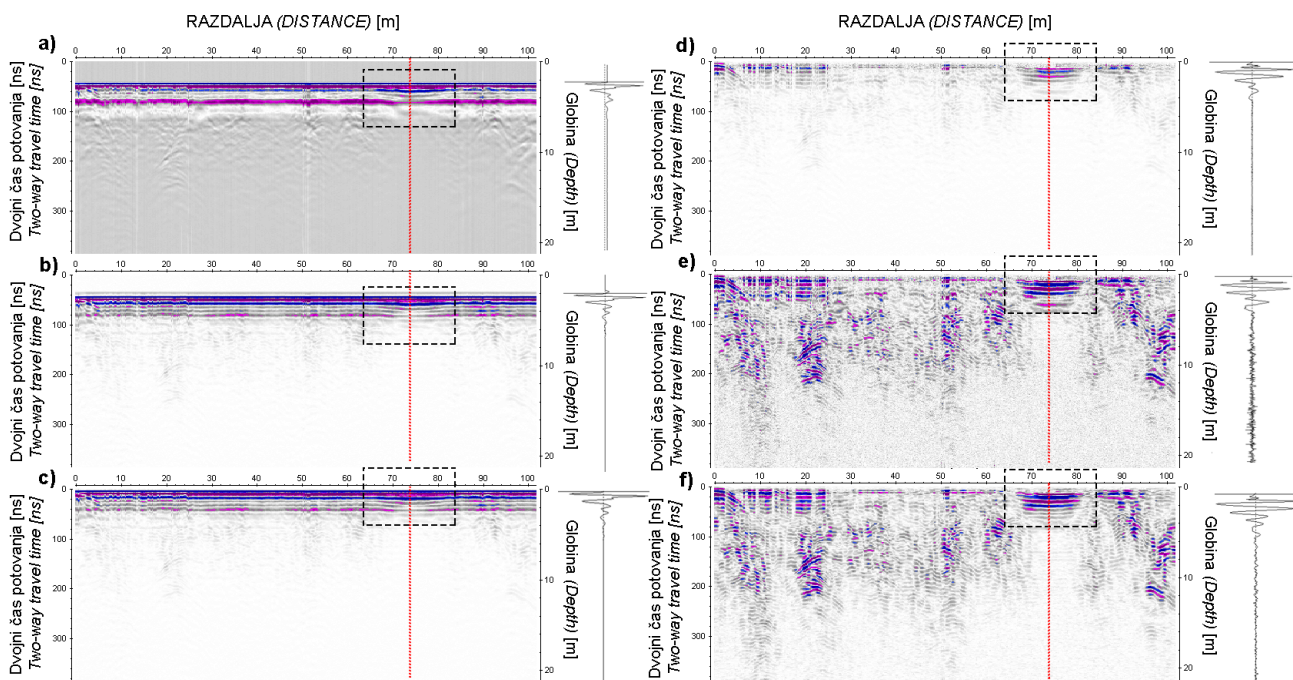 RAZDALJA (DISTANCE) [m]
a)
0 10 20 30 40 50 60 70 80 90 100
0
100
200
300
Dvojni čas potovanja [ns]
Two-way travel time [ns]
0
10
20
Globina (Depth) [m]
b)
0 10 20 30 40 50 60 70 80 90 100
0
100
200
300
Dvojni čas potovanja [ns]
Two-way travel time [ns]
0
10
20
Globina (Depth) [m]
c)
0 10 20 30 40 50 60 70 80 90 100
0
100
200
300
Dvojni čas potovanja [ns]
Two-way travel time [ns]
0
10
20
Globina (Depth) [m]
RAZDALJA (DISTANCE) [m]
d)
0 10 20 30 40 50 60 70 80 90 100
0
100
200
300
Dvojni čas potovanja [ns]
Two-way travel time [ns]
0
10
20
Globina (Depth) [m]
e)
0 10 20 30 40 50 60 70 80 90 100
0
100
200
300
Dvojni čas potovanja [ns]
Two-way travel time [ns]
0
10
20
Globina (Depth) [m]
f)
0 10 20 30 40 50 60 70 80 90 100
0
100
200
300
Dvojni čas potovanja [ns]
Two-way travel time [ns]
0
10
20
Globina (Depth) [m]